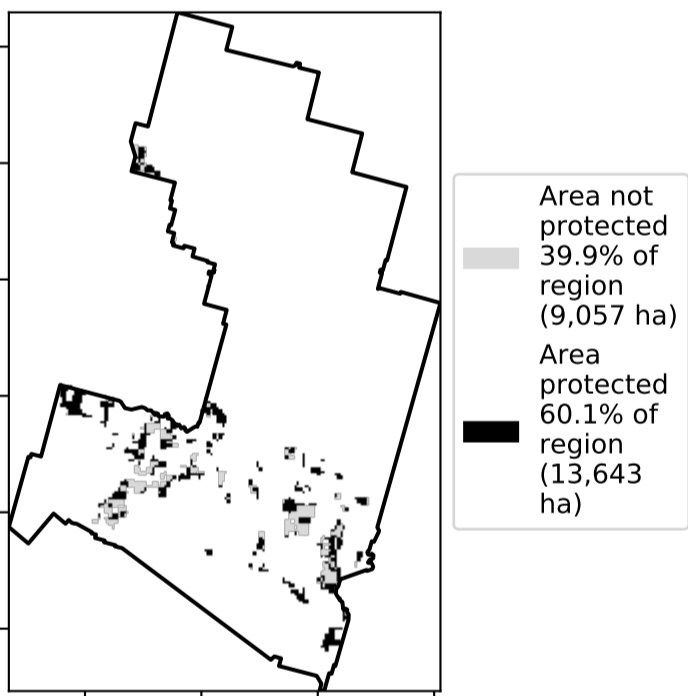 Area not
protected
39.9% of
region
(9,057 ha)
Area
protected
60.1% of
region
(13,643
ha)